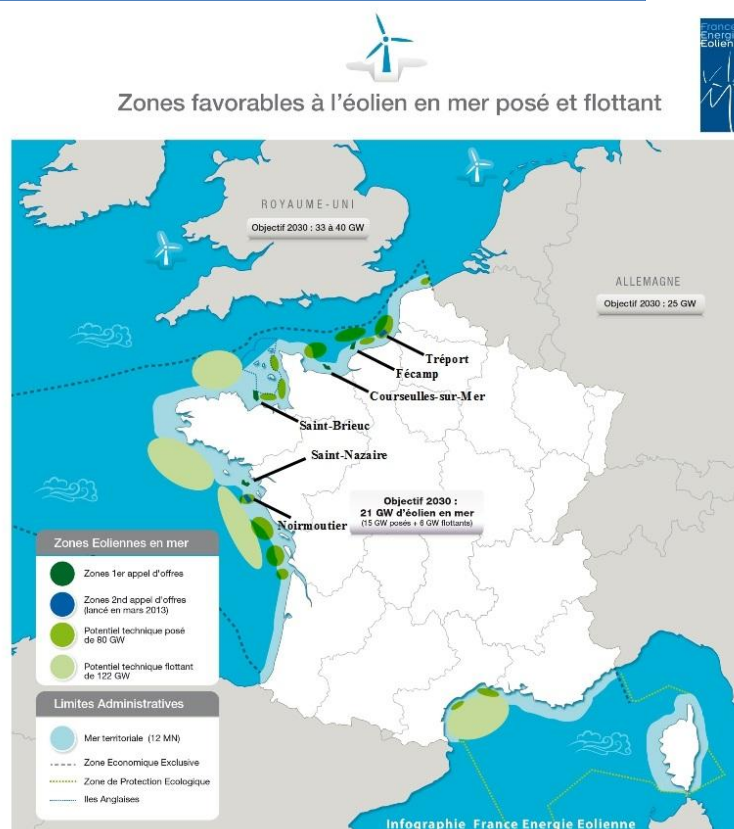 France
Energie
Eolienne
Zones favorables à l'éolien en mer posé et flottant
ROYAUME-UNI
Objectif 2030 : 33 à 40 GW
ALLEMAGNE
Objectif 2030 : 25 GW
Tréport
Fécamp
Courseulles-sur-Mer
Saint-Brieuc
Saint-Nazaire
Noirmoutier
Objectif 2030 :
21 GW d'éolien en mer
(15 GW posés + 6 GW flottants)
Zones Eoliennes en mer
Zones 1er appel d'offres
Zones 2nd appel d'offres
(lancé en mars 2013)
Potentiel technique posé
de 80 GW
Potentiel technique flottant
de 122 GW
Limites Administratives
Mer territoriale (12 MN)
Zone Economique Exclusive
Zone de Protection Ecologique
Iles Anglaises
Infographie France Energie Eolienne